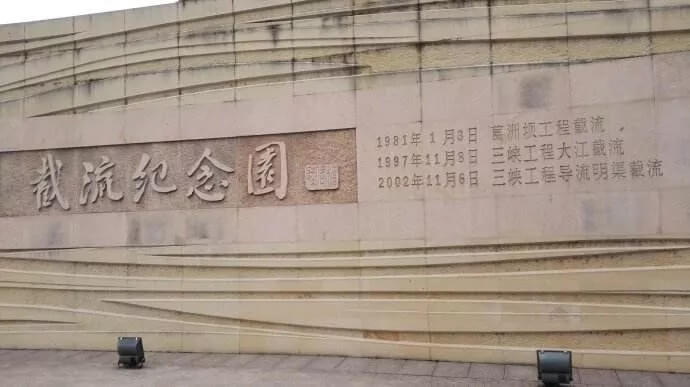 截流纪念园
1981年1月3日 葛洲坝工程截流
1997年11月8日 三峡工程大江截流
2002年11月6日 三峡工程导流明渠截流